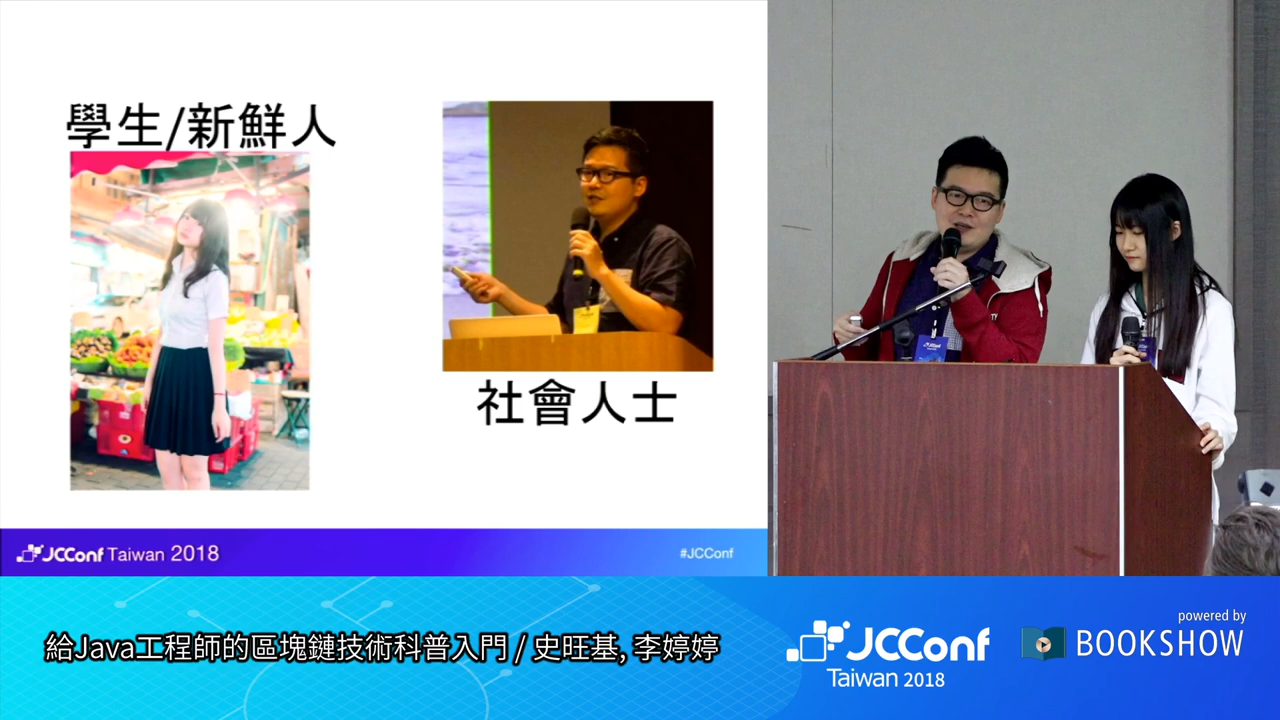 學生/新鮮人
社會人士
JCConf Taiwan 2018
#JCConf
給Java工程師的區塊鏈技術科普入門 / 史旺基, 李婷婷
JCConf
Taiwan 2018
powered by
BOOKSHOW